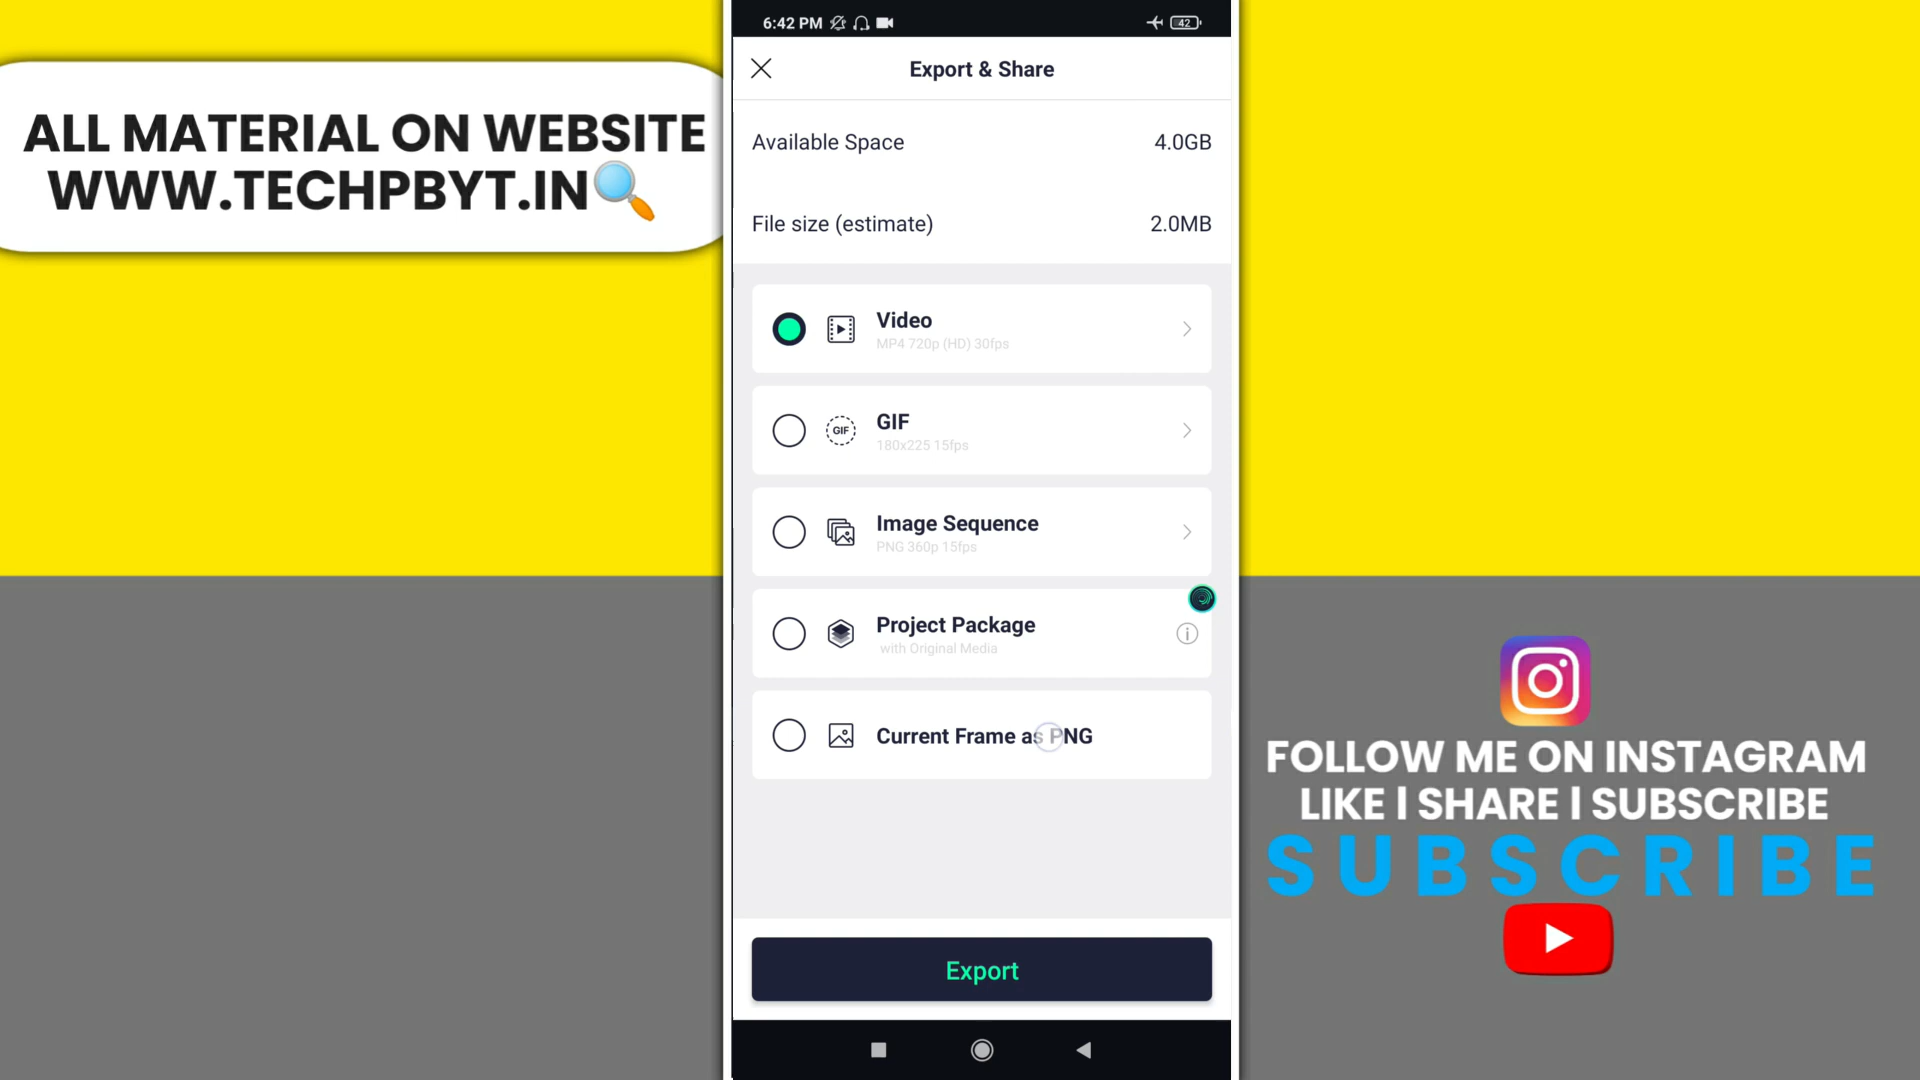 ALL MATERIAL ON WEBSITE
WWW.TECHPBYT.IN
6:42 PM
42
Export & Share
Available Space 4.0GB
File size (estimate) 2.0MB
Video
MP4 720p (HD) 30fps
GIF
GIF
180x225 15fps
Image Sequence
PNG 360p 15fps
Project Package
with Original Media
Current Frame as PNG
Export
FOLLOW ME ON INSTAGRAM
LIKE | SHARE | SUBSCRIBE
SUBSCRIBE